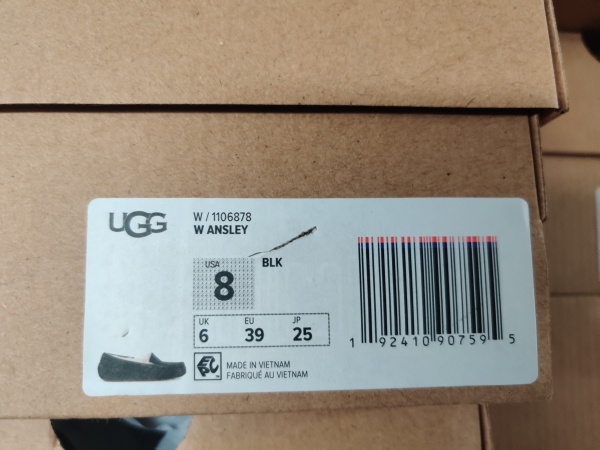 UGG
W / 1106878
W ANSLEY
USA
8
BLK
UK
6
EU
39
JP
25
MADE IN VIETNAM
FABRIQUÉ AU VIETNAM
1 92410 90759 5